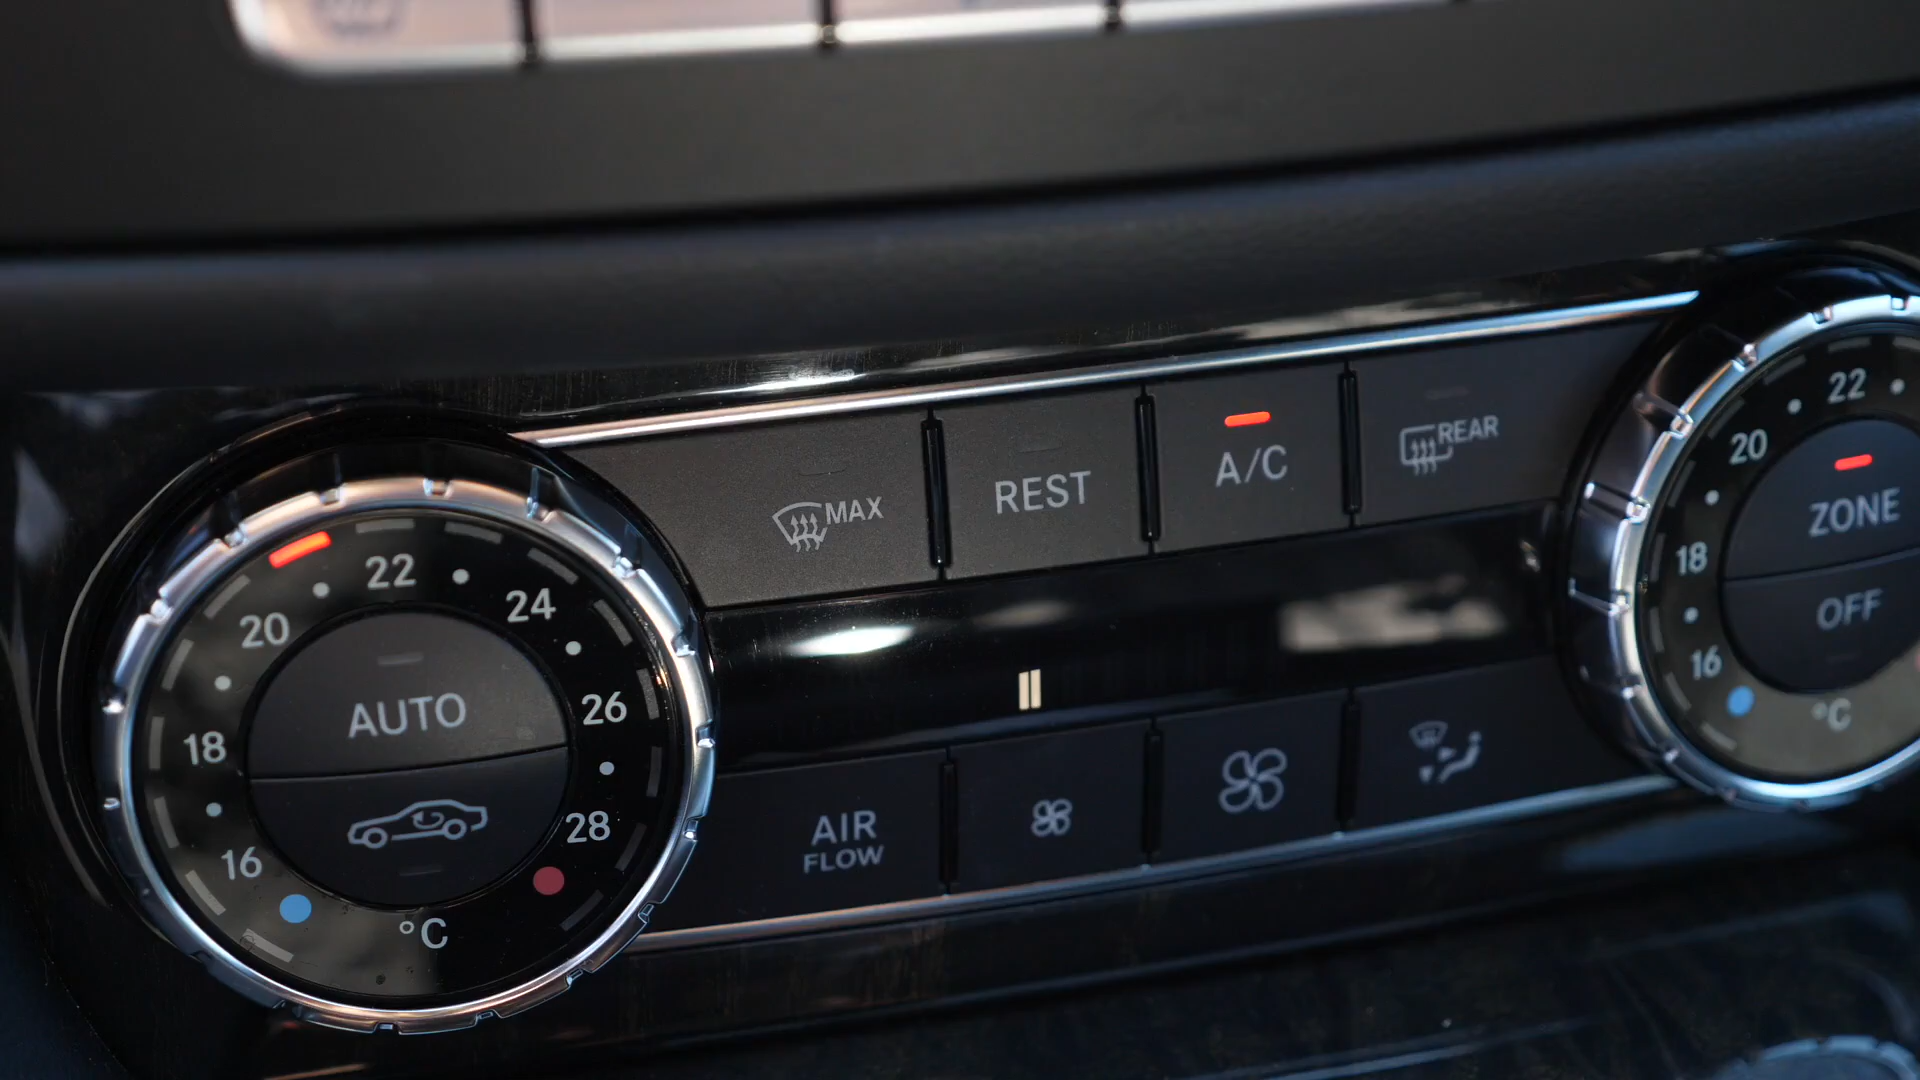 MAX
REST
A/C
REAR
22
24
20
26
18
28
16
°C
AUTO
AIR
FLOW
22
20
18
16
°C
ZONE
OFF